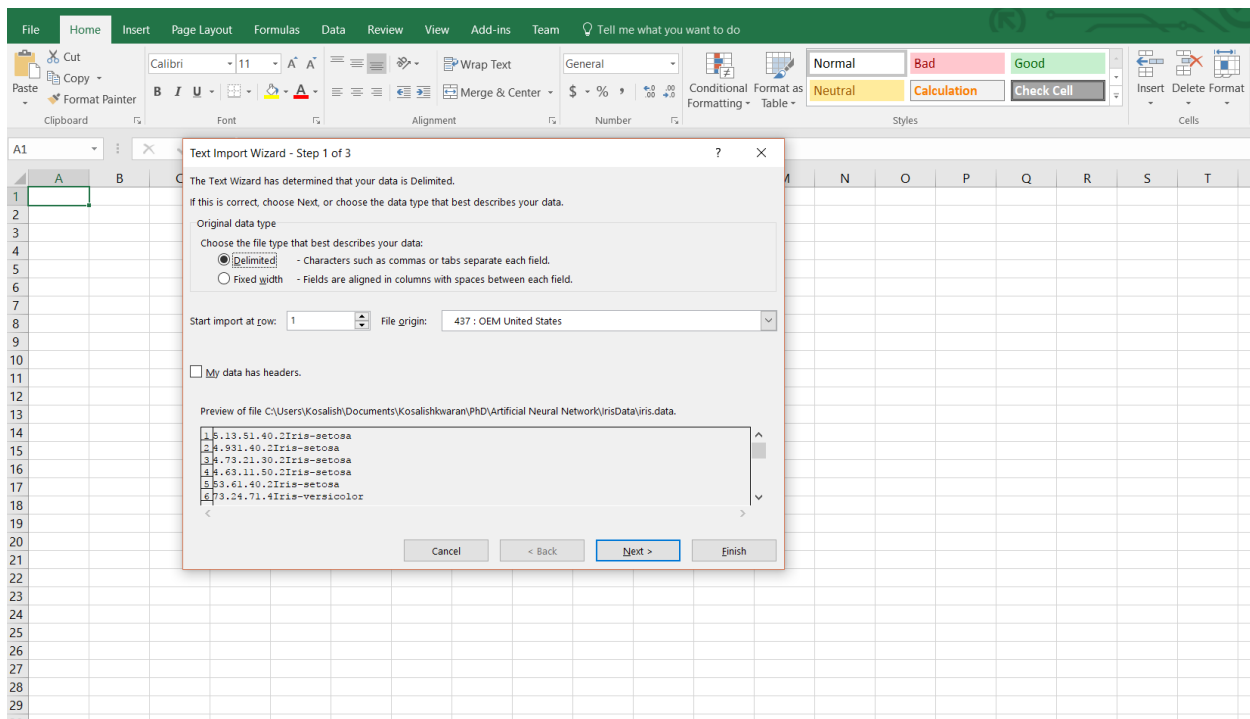 File Home Insert Page Layout Formulas Data Review View Add-ins Team Tell me what you want to do
Cut
Copy
Format Painter
Paste
Clipboard
Calibri 11 A A
B I U A
Font
Wrap Text
Merge & Center
Alignment
General
$ % , .00 .0
Number
Conditional Formatting
Format as Table
Normal Bad Good
Neutral Calculation Check Cell
Styles
Insert Delete Format
Cells
A1
A B C M N O P Q R S T
1
2
3
4
5
6
7
8
9
10
11
12
13
14
15
16
17
18
19
20
21
22
23
24
25
26
27
28
29
Text Import Wizard - Step 1 of 3 ? 
The Text Wizard has determined that your data is Delimited.
If this is correct, choose Next, or choose the data type that best describes your data.
Original data type
Choose the file type that best describes your data:
Delimited - Characters such as commas or tabs separate each field.
Fixed width - Fields are aligned in columns with spaces between each field.
Start import at row: 1 File origin: 437 : OEM United States
My data has headers.
Preview of file C:\Users\Kosalish\Documents\Kosalishkwaran\PhD\Artificial Neural Network\IrisData\iris.data.
1 5.13.51.40.2Iris-setosa
2 4.931.40.2Iris-setosa
3 4.73.21.30.2Iris-setosa
4 4.63.11.50.2Iris-setosa
5 53.61.40.2Iris-setosa
6 73.24.71.4Iris-versicolor
Cancel < Back Next > Finish